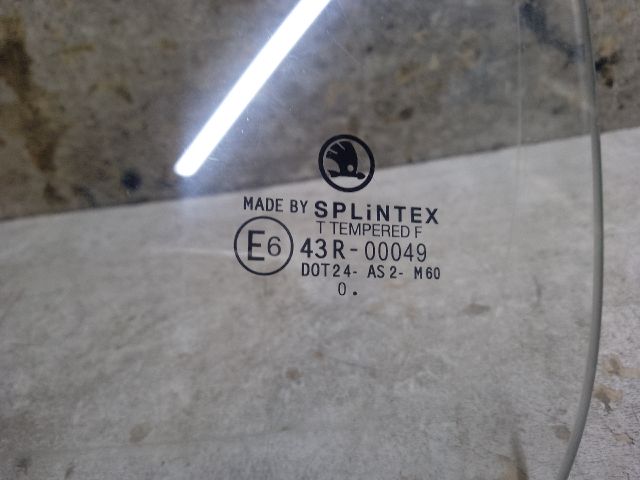 MADE BY SPLiNTEX
T TEMPERED F
E6 43R-00049
DOT24- AS2- M60
0.